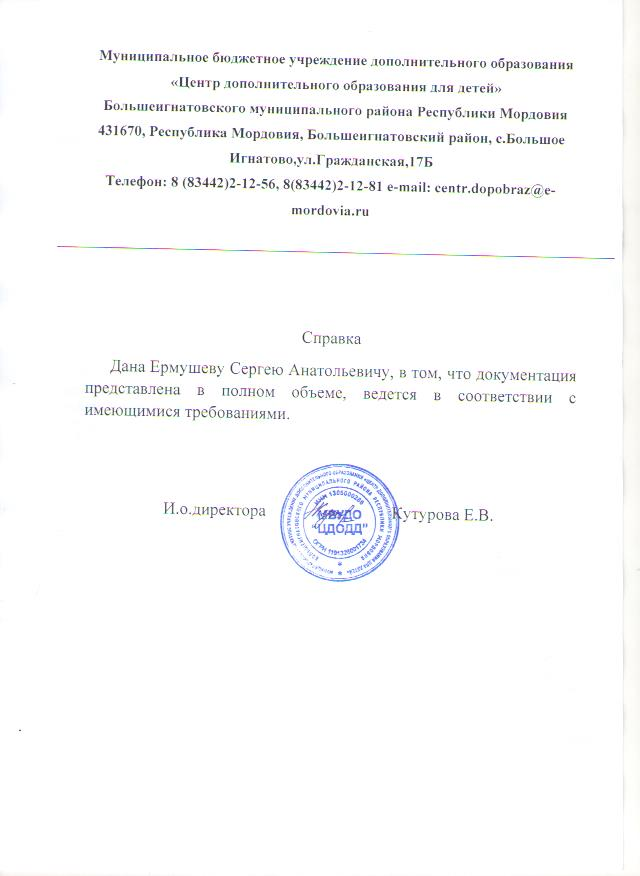 Муниципальное бюджетное учреждение дополнительного образования
«Центр дополнительного образования для детей»
Большеигнатовского муниципального района Республики Мордовия
431670, Республика Мордовия, Большеигнатовский район, с.Большое
Игнатово,ул.Гражданская,17Б
Телефон: 8 (83442)2-12-56, 8(83442)2-12-81 e-mail: centr.dopobraz@e-
mordovia.ru
Справка
Дана Ермушеву Сергею Анатольевичу, в том, что документация
представлена в полном объеме, ведется в соответствии с
имеющимися требованиями.
И.о.директора
МБУДО
"ЦДОДД"
Кутурова Е.В.